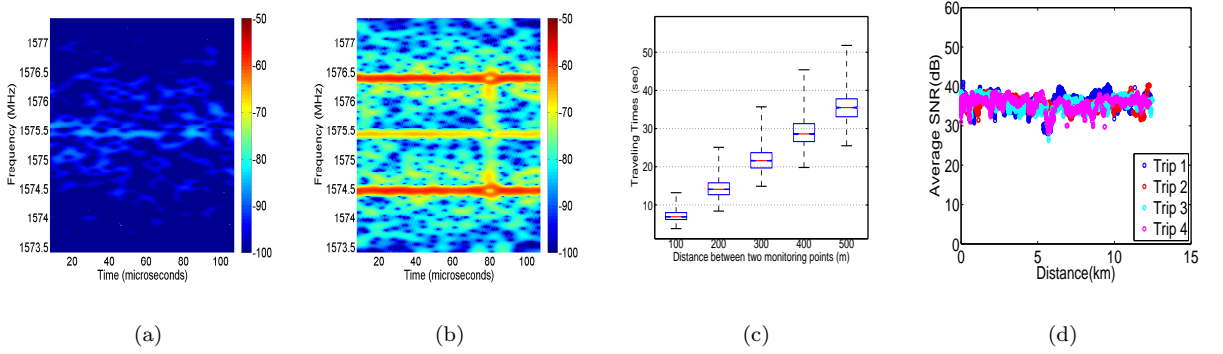 1577
1576.5
1576
1575.5
1575
1574.5
1574
1573.5
Frequency (MHz)
20 40 60 80 100
Time (microseconds)
-50
-60
-70
-80
-90
-100
(a)
1577
1576.5
1576
1575.5
1575
1574.5
1574
1573.5
Frequency (MHz)
20 40 60 80 100
Time (microseconds)
-50
-60
-70
-80
-90
-100
(b)
50
40
30
20
10
Traveling Times (sec)
100 200 300 400 500
Distance between two monitoring points (m)
(c)
60
50
40
30
20
10
0
Average SNR(dB)
0 5 10 15
Distance(km)
Trip 1
Trip 2
Trip 3
Trip 4
(d)